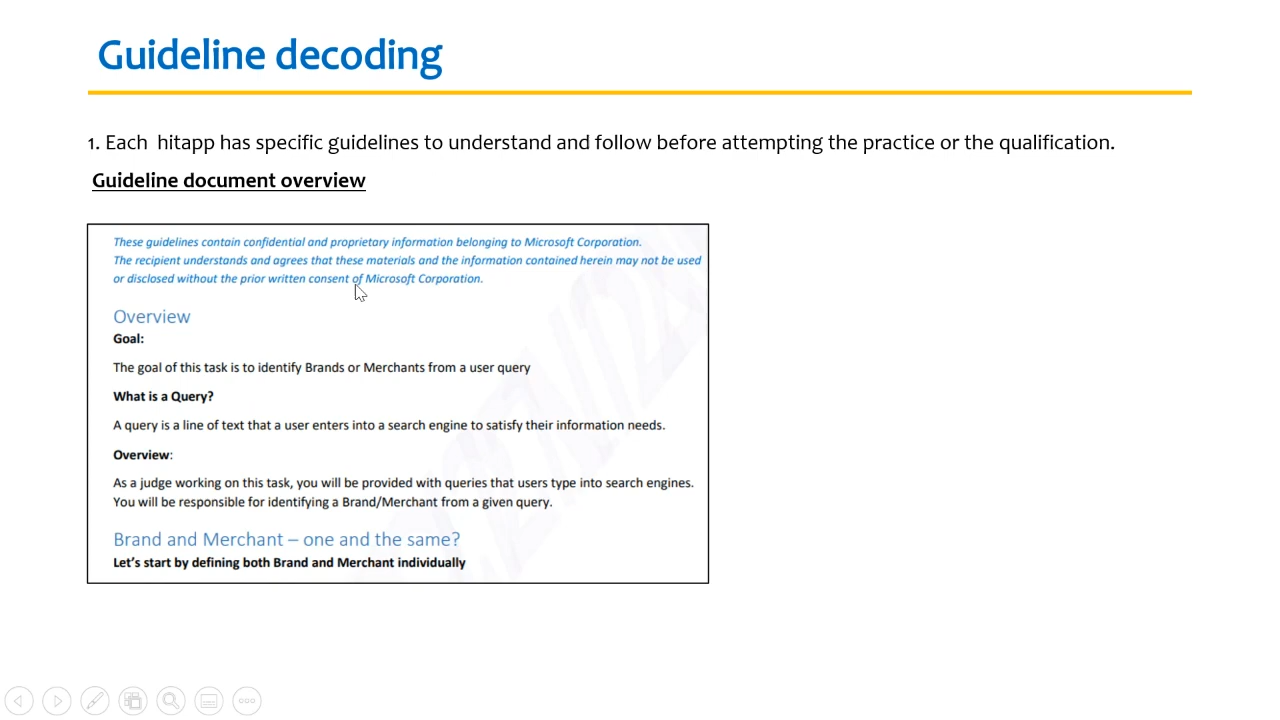 Guideline decoding
1. Each  hitapp has specific guidelines to understand and follow before attempting the practice or the qualification.
Guideline document overview
These guidelines contain confidential and proprietary information belonging to Microsoft Corporation.
The recipient understands and agrees that these materials and the information contained herein may not be used
or disclosed without the prior written consent of Microsoft Corporation.
Overview
Goal:
The goal of this task is to identify Brands or Merchants from a user query
What is a Query?
A query is a line of text that a user enters into a search engine to satisfy their information needs.
Overview:
As a judge working on this task, you will be provided with queries that users type into search engines.
You will be responsible for identifying a Brand/Merchant from a given query.
Brand and Merchant – one and the same?
Let's start by defining both Brand and Merchant individually